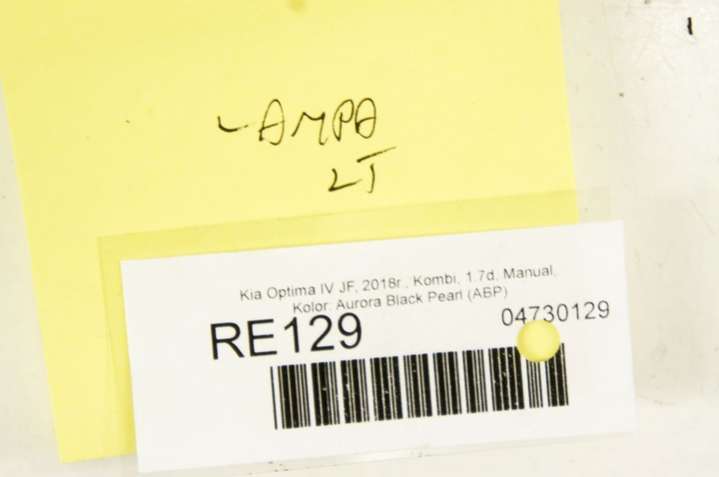 LAMPA
LT
Kia Optima IV JF, 2018r., Kombi, 1.7d, Manual,
Kolor: Aurora Black Pearl (ABP)
RE129
04730129